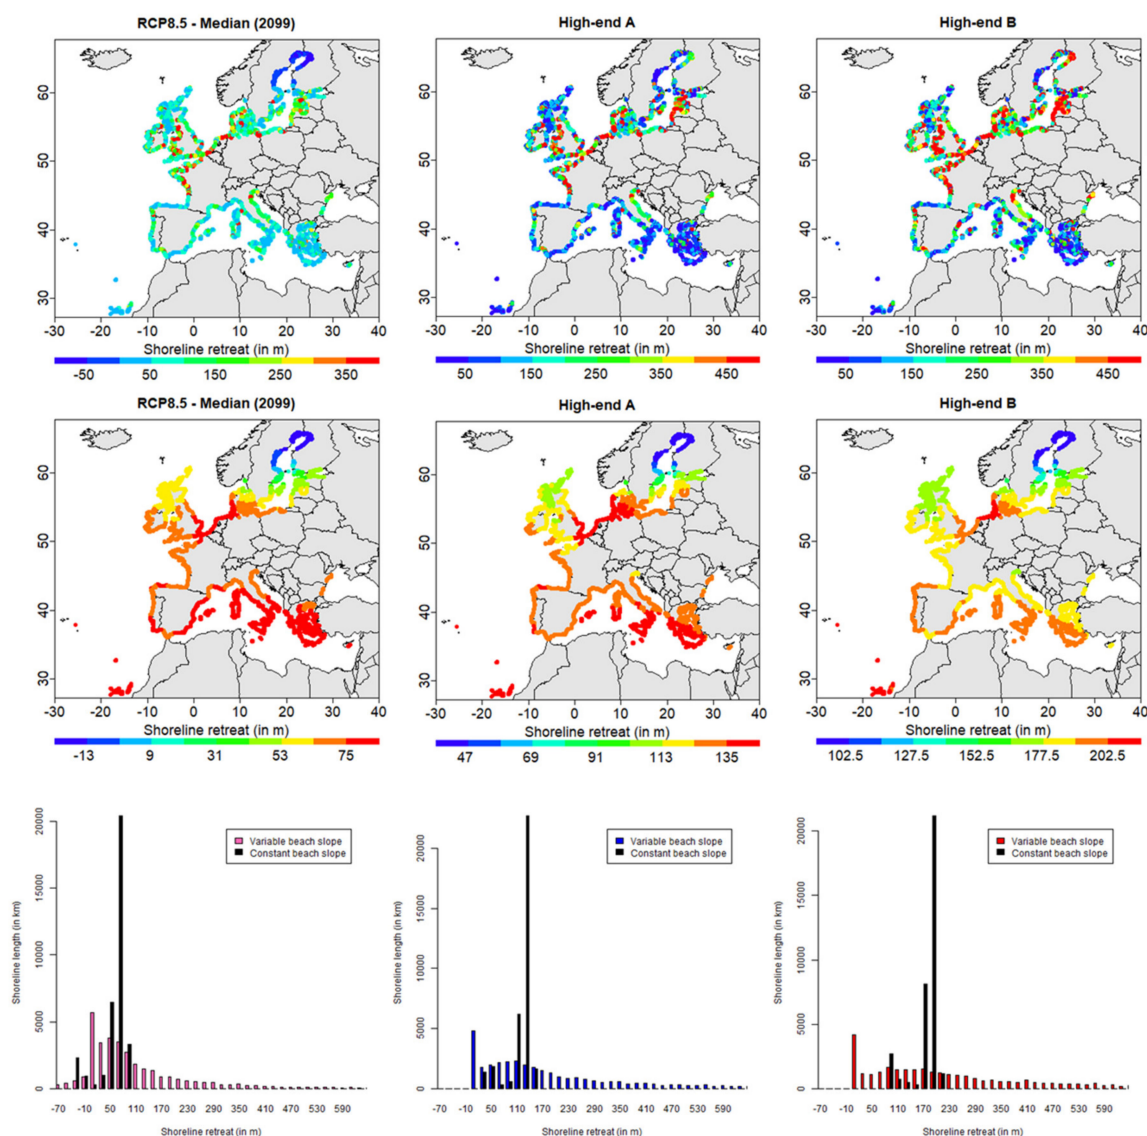 RCP8.5 - Median (2099)
High-end A
High-end B
60
50
40
30
60
50
40
30
60
50
40
30
-30 -20 -10 0 10 20 30 40
-30 -20 -10 0 10 20 30 40
-30 -20 -10 0 10 20 30 40
Shoreline retreat (in m)
Shoreline retreat (in m)
Shoreline retreat (in m)
-50 50 150 250 350
50 150 250 350 450
50 150 250 350 450
RCP8.5 - Median (2099)
High-end A
High-end B
60
50
40
30
60
50
40
30
60
50
40
30
-30 -20 -10 0 10 20 30 40
-30 -20 -10 0 10 20 30 40
-30 -20 -10 0 10 20 30 40
Shoreline retreat (in m)
Shoreline retreat (in m)
Shoreline retreat (in m)
-13 9 31 53 75
47 69 91 113 135
102.5 127.5 152.5 177.5 202.5
Shoreline length (in km)
20000
15000
10000
5000
0
Variable beach slope
Constant beach slope
-70 -10 50 110 170 230 290 350 410 470 530 590
Shoreline retreat (in m)
Shoreline length (in km)
20000
15000
10000
5000
0
Variable beach slope
Constant beach slope
-70 -10 50 110 170 230 290 350 410 470 530 590
Shoreline retreat (in m)
Shoreline length (in km)
20000
15000
10000
5000
0
Variable beach slope
Constant beach slope
-70 -10 50 110 170 230 290 350 410 470 530 590
Shoreline retreat (in m)